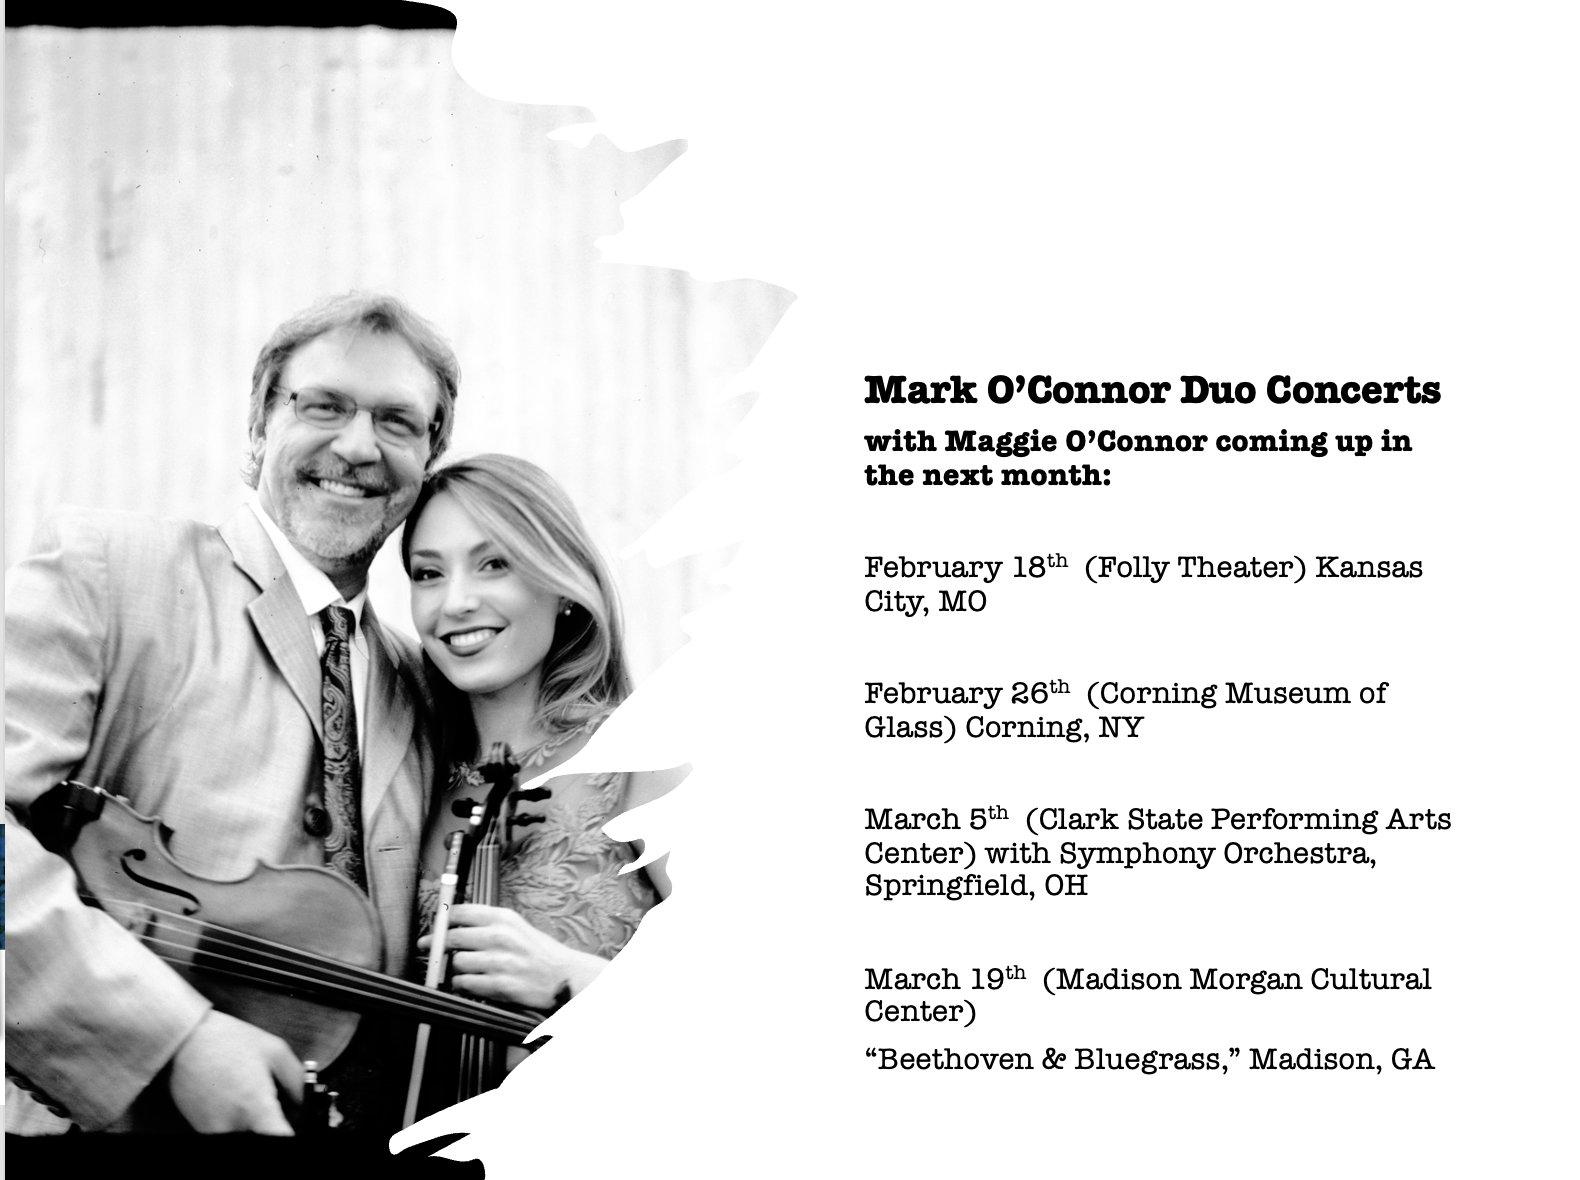 Mark O’Connor Duo Concerts
with Maggie O’Connor coming up in
the next month:
February 18th (Folly Theater) Kansas
City, MO
February 26th (Corning Museum of
Glass) Corning, NY
March 5th (Clark State Performing Arts
Center) with Symphony Orchestra,
Springfield, OH
March 19th (Madison Morgan Cultural
Center)
“Beethoven & Bluegrass,” Madison, GA